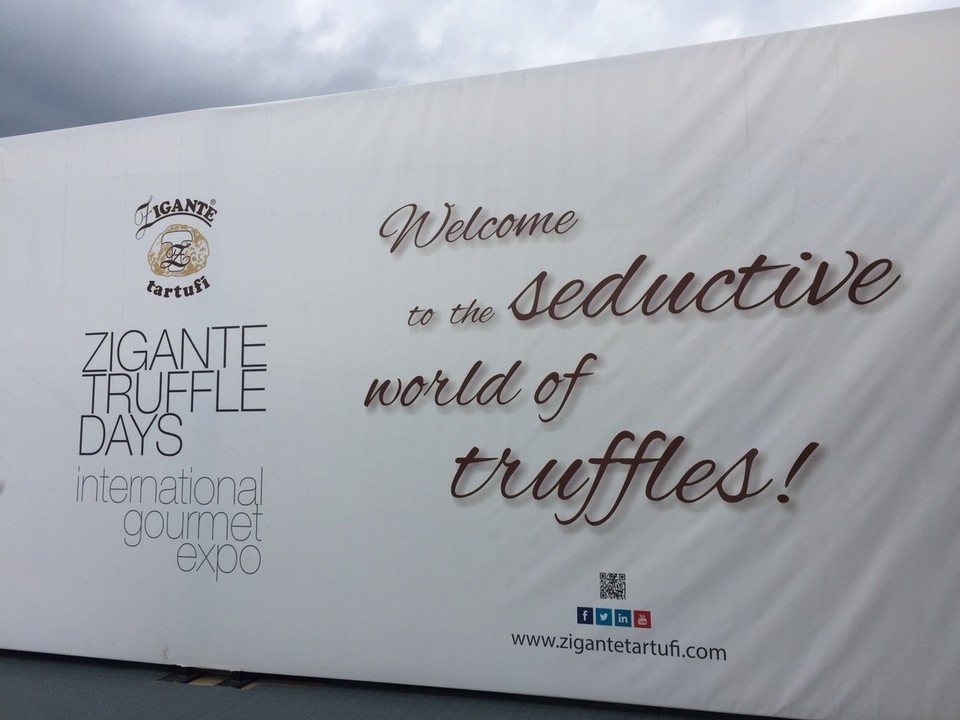 ZIGANTE®
Z
tartufi
ZIGANTE
TRUFFLE
DAYS
international
gourmet
expo
Welcome
to the seductive
world of
truffles!
www.zigantetartufi.com